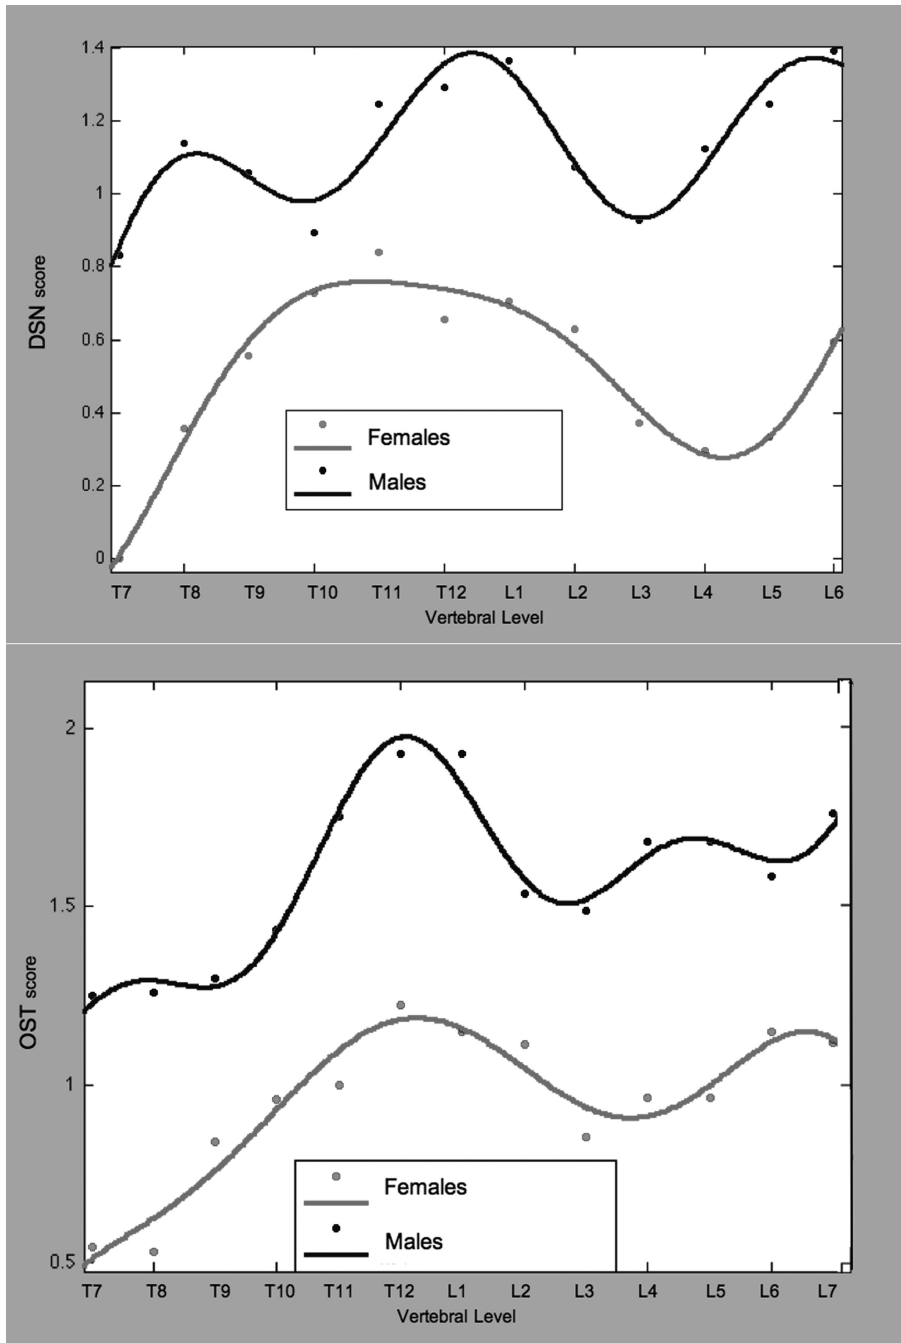 1.4
1.2
1
0.8
0.6
0.4
0.2
0
DSN score
Females
Males
T7 T8 T9 T10 T11 T12 L1 L2 L3 L4 L5 L6
Vertebral Level
2
1.5
1
0.5
OST score
Females
Males
T7 T8 T9 T10 T11 T12 L1 L2 L3 L4 L5 L6 L7
Vertebral Level